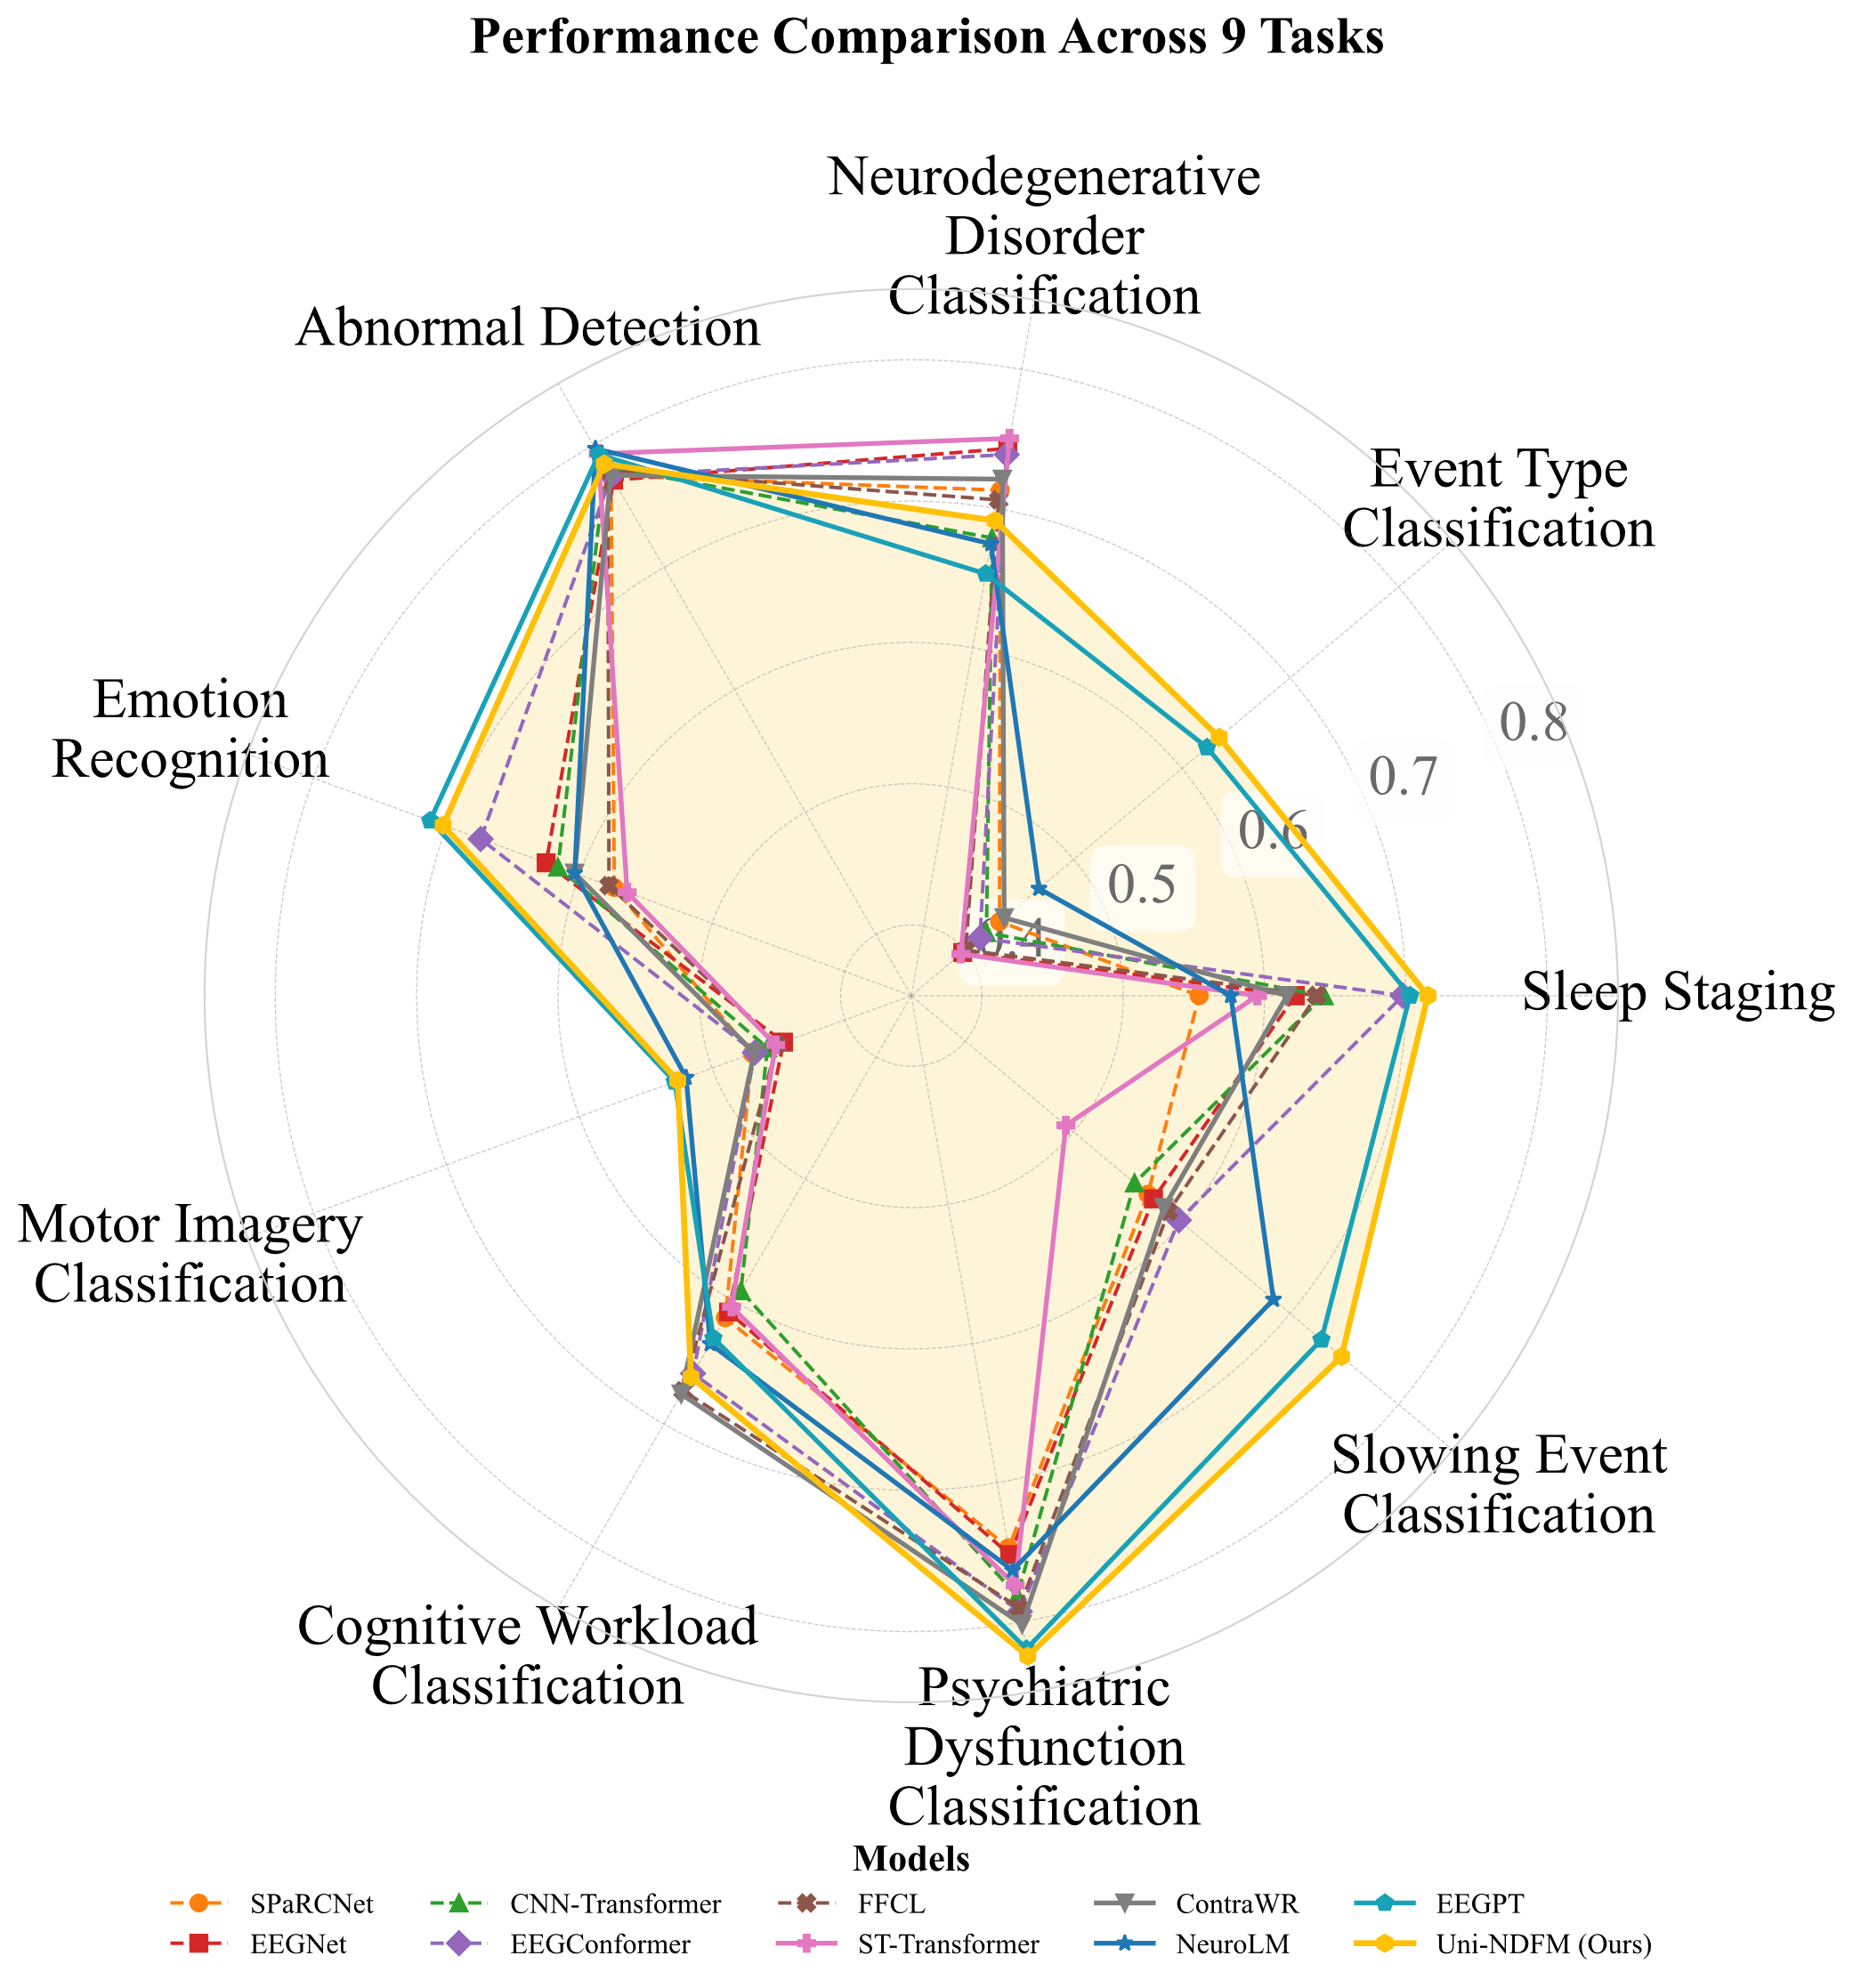 Performance Comparison Across 9 Tasks
Neurodegenerative
Disorder
Classification
Abnormal Detection
Event Type
Classification
Emotion
Recognition
0.8
0.7
0.6
0.5
0.4
Sleep Staging
Motor Imagery
Classification
Slowing Event
Classification
Cognitive Workload
Classification
Psychiatric
Dysfunction
Classification
Models
SPaRCNet
CNN-Transformer
FFCL
ContraWR
EEGPT
EEGNet
EEGConformer
ST-Transformer
NeuroLM
Uni-NDFM (Ours)